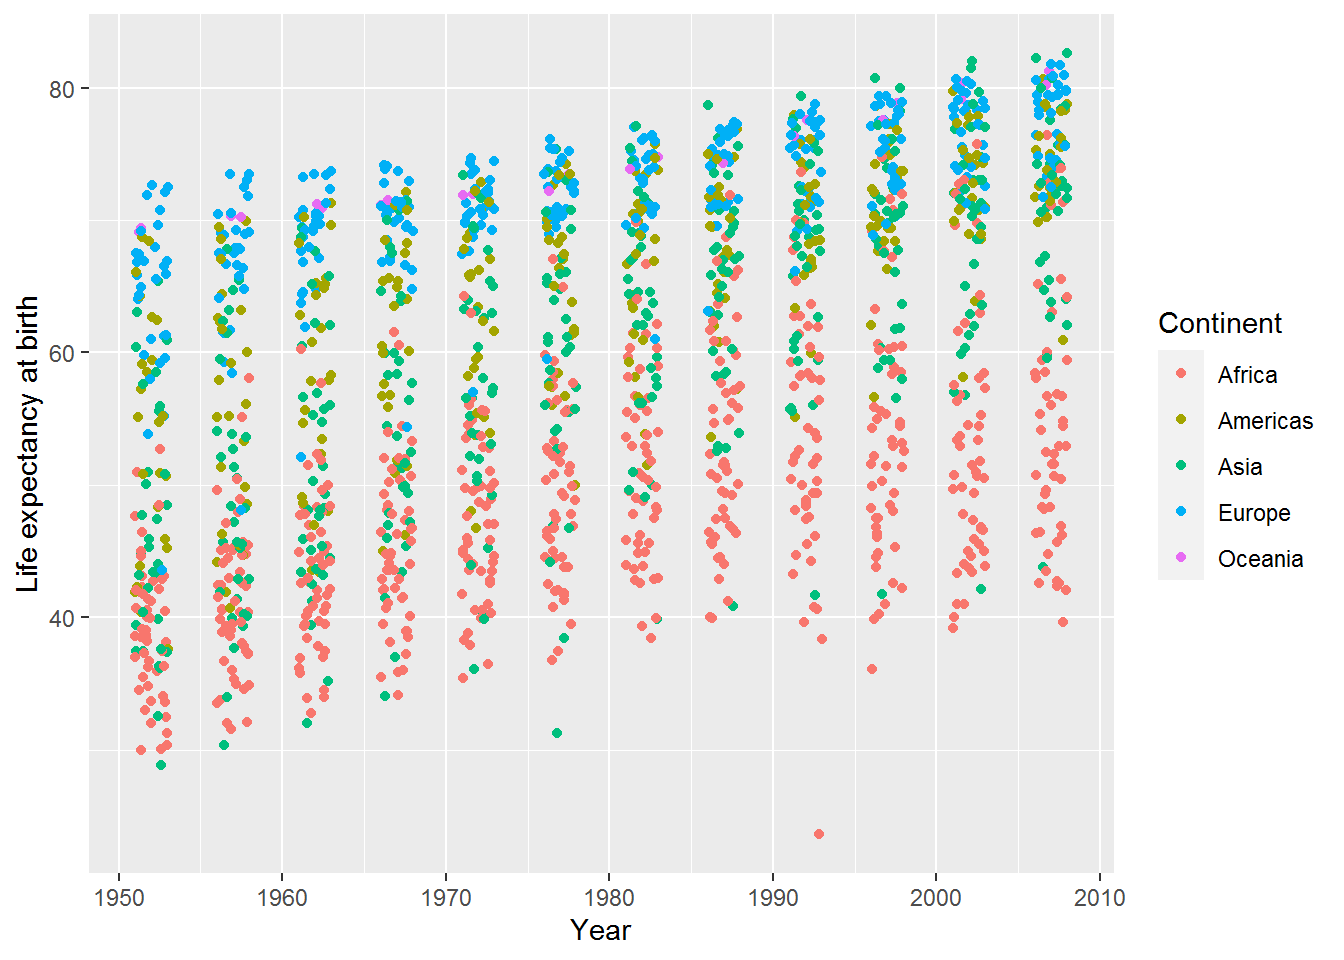 80
60
40
Life expectancy at birth
1950 1960 1970 1980 1990 2000 2010
Year
Continent
Africa
Americas
Asia
Europe
Oceania